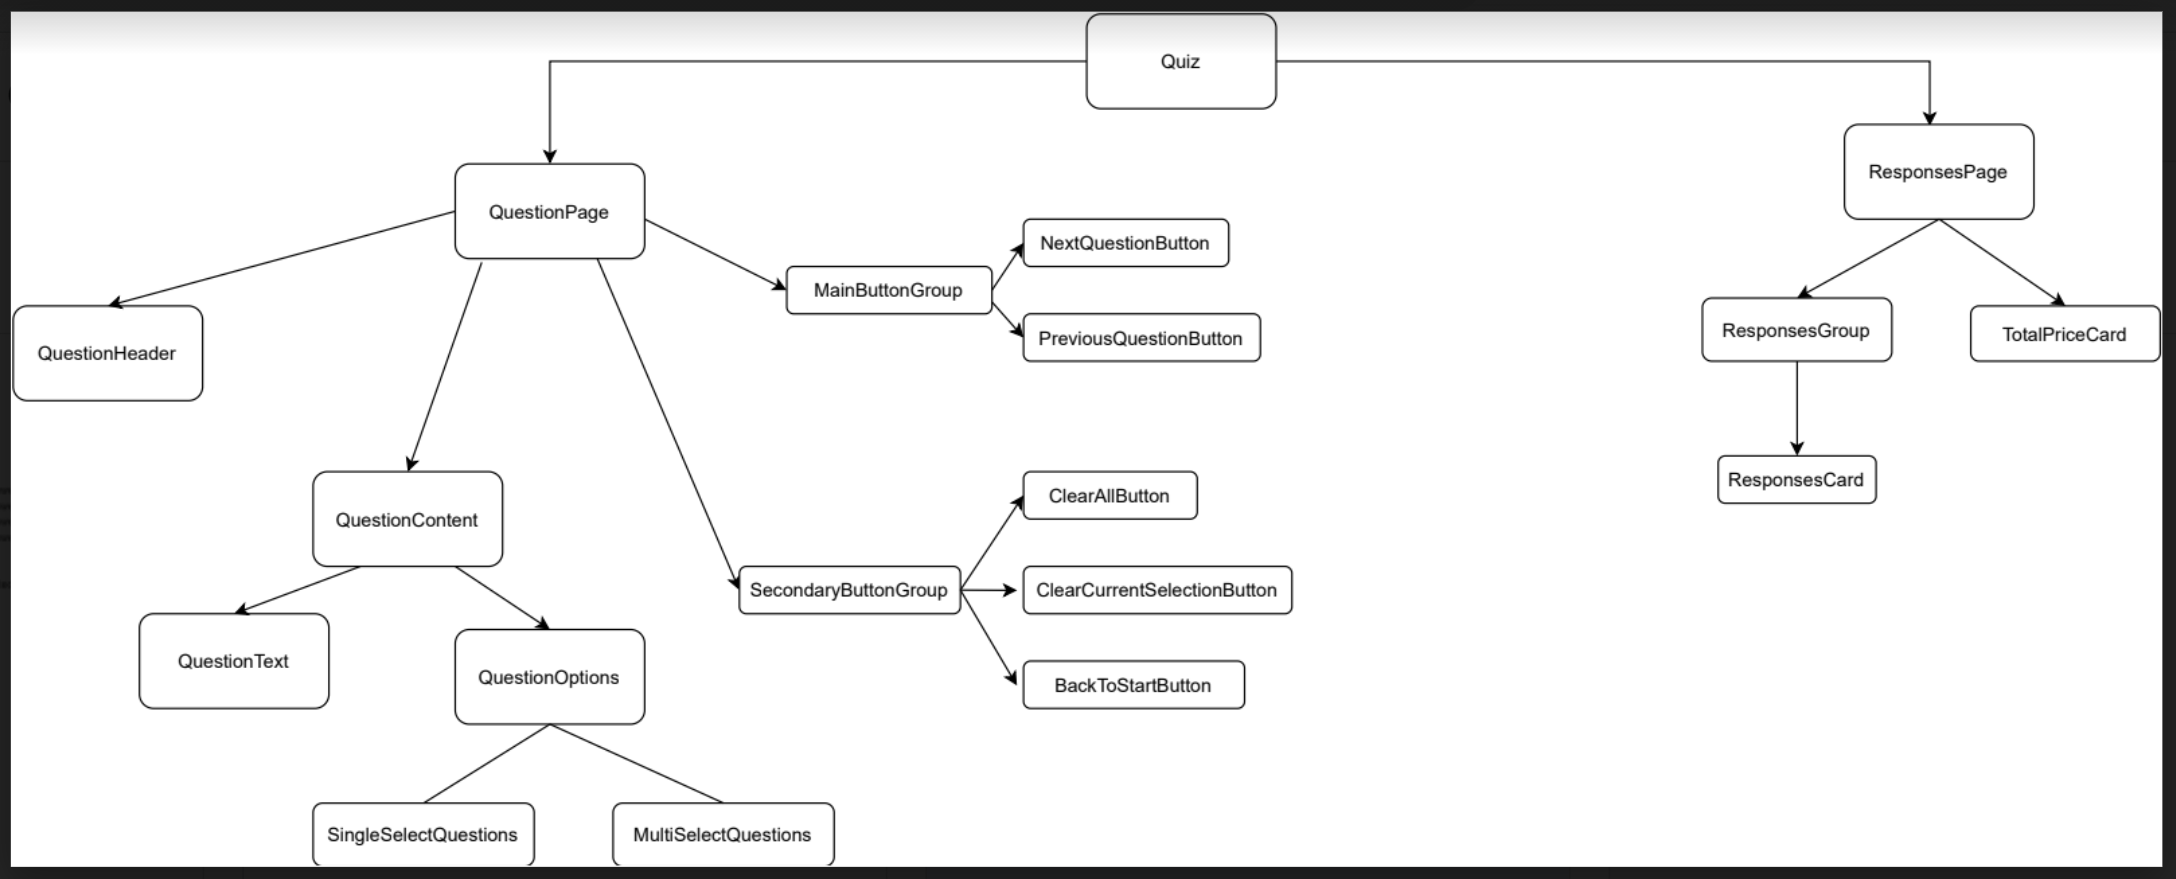 Quiz
ResponsesPage
QuestionPage
NextQuestionButton
MainButtonGroup
PreviousQuestionButton
ResponsesGroup
TotalPriceCard
QuestionHeader
ResponsesCard
ClearAllButton
QuestionContent
SecondaryButtonGroup
ClearCurrentSelectionButton
QuestionText
QuestionOptions
BackToStartButton
SingleSelectQuestions
MultiSelectQuestions